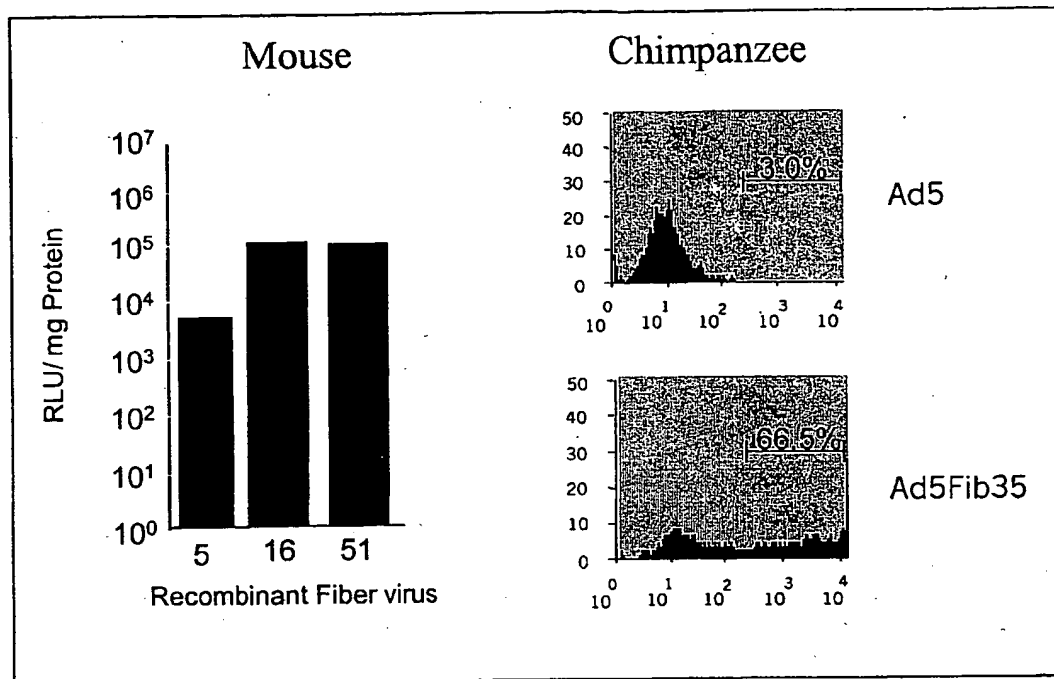 Mouse
Chimpanzee
RLU/mg Protein
10⁷
10⁶
10⁵
10⁴
10³
10²
10¹
10⁰
5 16 51
Recombinant Fiber virus
50
40
30
20
10
0
3.0%
10⁰ 10¹ 10² 10³ 10⁴
Ad5
50
40
30
20
10
0
66.5%
10⁰ 10¹ 10² 10³ 10⁴
Ad5Fib35